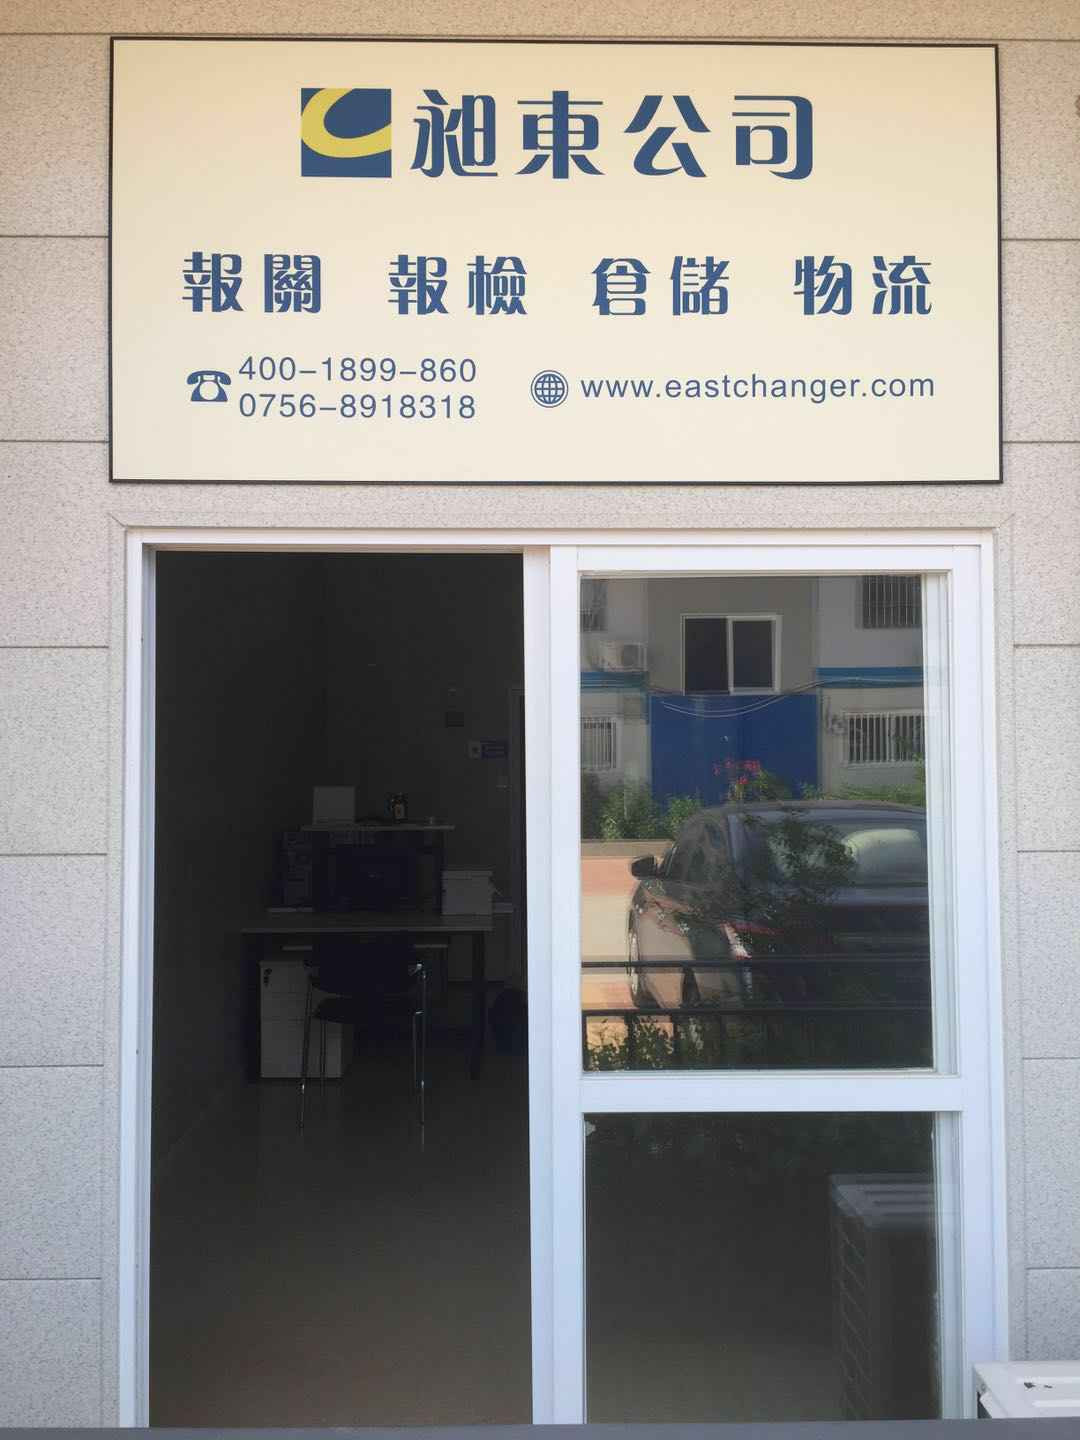 昶東公司
報關 報檢 倉儲 物流
400-1899-860
0756-8918318
www.eastchanger.com